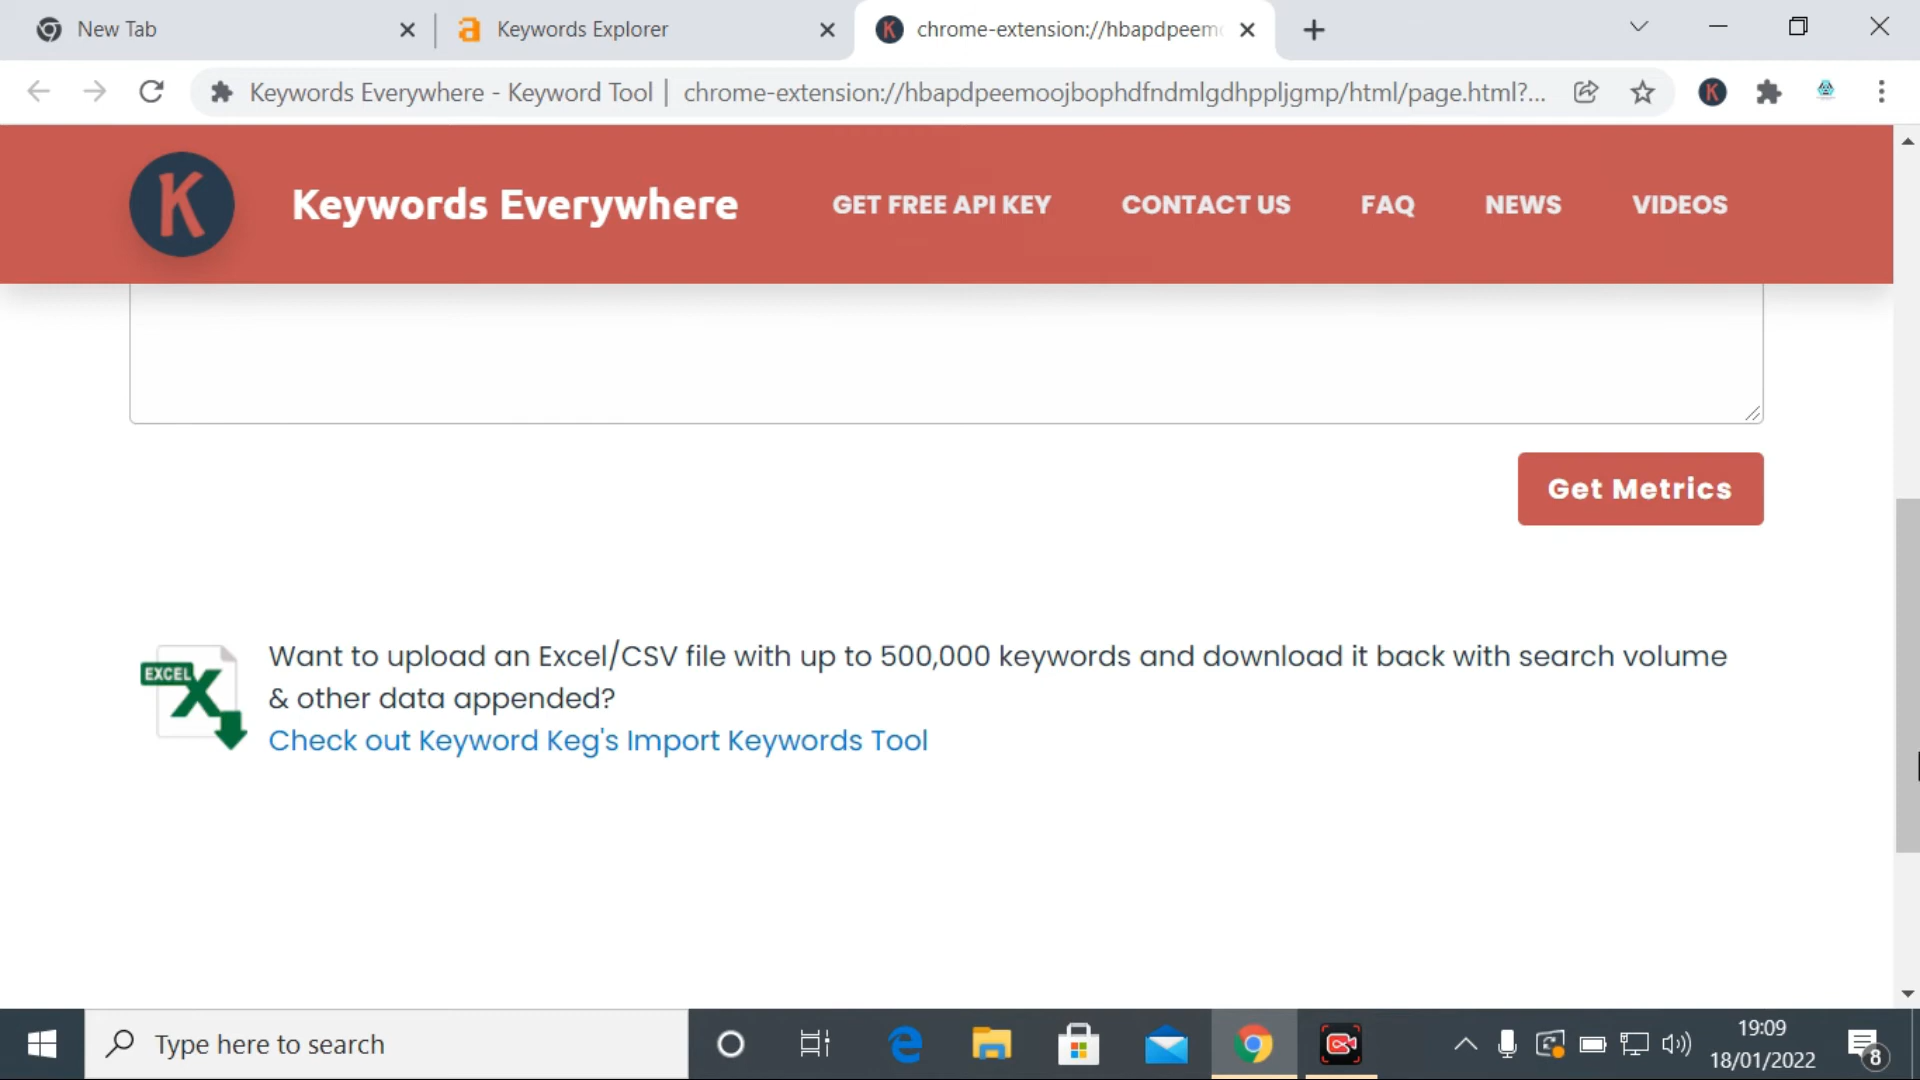 New Tab
Keywords Explorer
chrome-extension://hbapdpeem
Keywords Everywhere - Keyword Tool | chrome-extension://hbapdpeemoojbophdfndmlgdhppljgmp/html/page.html?...
K
K
K
Keywords Everywhere
GET FREE API KEY
CONTACT US
FAQ
NEWS
VIDEOS
Get Metrics
EXCEL
X
Want to upload an Excel/CSV file with up to 500,000 keywords and download it back with search volume
& other data appended?
Check out Keyword Keg's Import Keywords Tool
Type here to search
19:09
18/01/2022
8